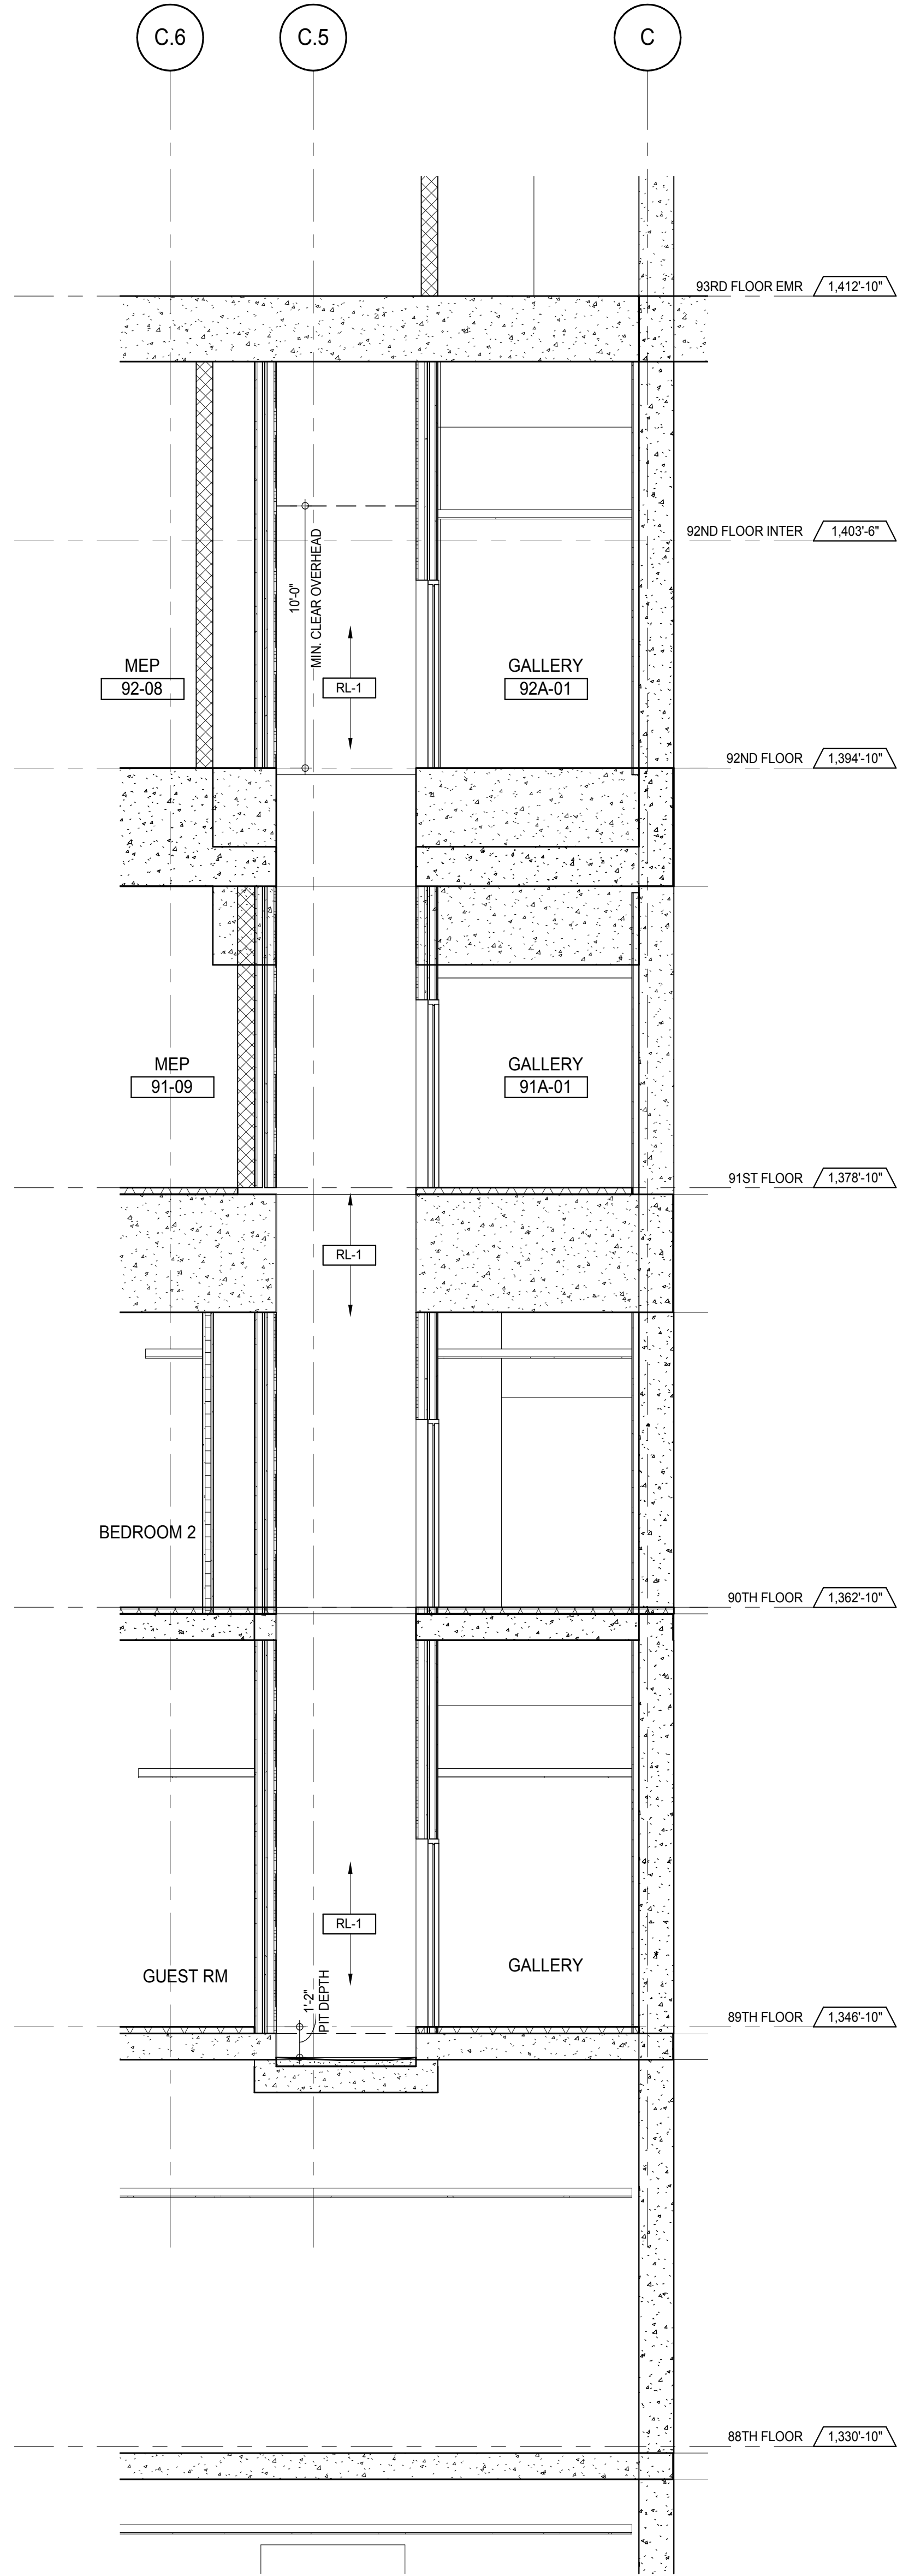 C.6
C.5
C
93RD FLOOR EMR 1,412'-10"
92ND FLOOR INTER 1,403'-6"
10'-0"
MIN. CLEAR OVERHEAD
MEP
92-08
RL-1
GALLERY
92A-01
92ND FLOOR 1,394'-10"
MEP
91-09
GALLERY
91A-01
91ST FLOOR 1,378'-10"
RL-1
BEDROOM 2
90TH FLOOR 1,362'-10"
RL-1
GUEST RM
GALLERY
1'-2"
PIT DEPTH
89TH FLOOR 1,346'-10"
88TH FLOOR 1,330'-10"